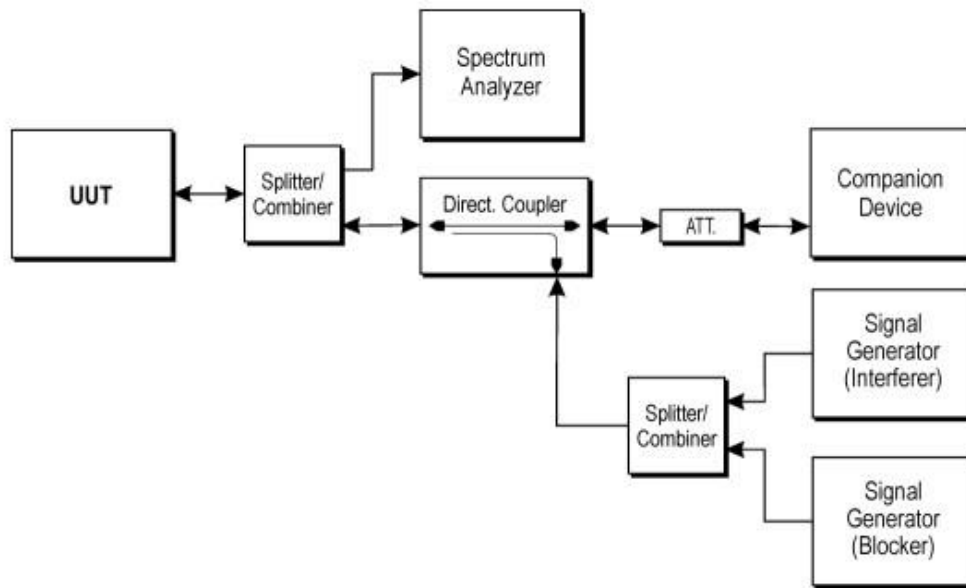 Spectrum
Analyzer
UUT
Splitter/
Combiner
Direct. Coupler
ATT.
Companion
Device
Signal
Generator
(Interferer)
Splitter/
Combiner
Signal
Generator
(Blocker)